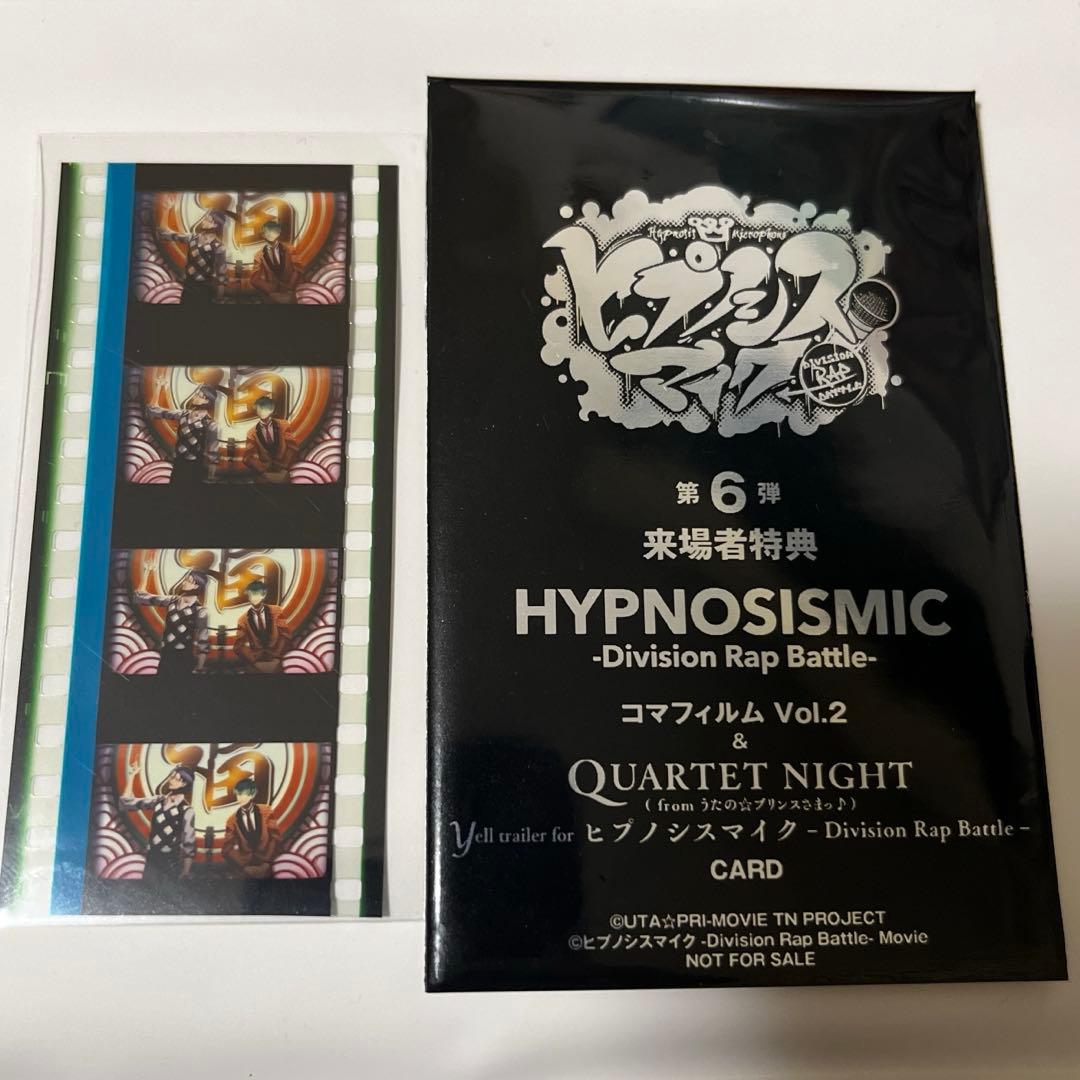 Hypnosis Microphone
ヒプノシス
マイク
DIVISION
RAP
BATTLE
第6弾
来場者特典
HYPNOSISMIC
-Division Rap Battle-
コマフィルム Vol.2
&
QUARTET NIGHT
(from うたの☆プリンスさまっ♪)
Yell trailer for ヒプノシスマイク -Division Rap Battle-
CARD
©UTA☆PRI-MOVIE TN PROJECT
©ヒプノシスマイク -Division Rap Battle- Movie
NOT FOR SALE